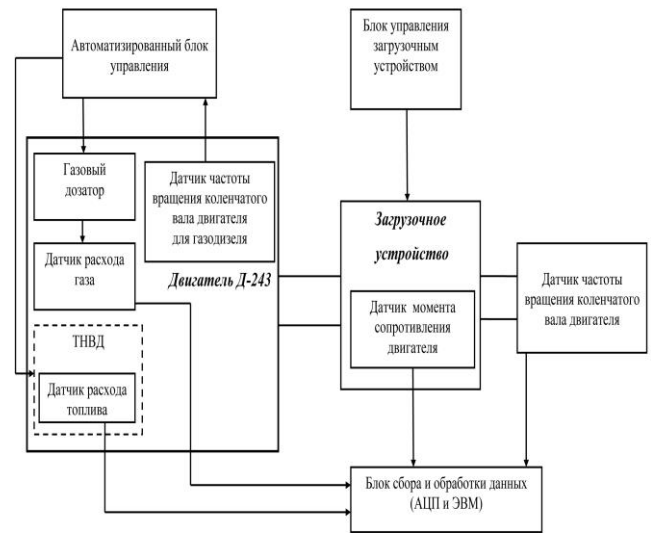 Автоматизированный блок
управления
Блок управления
загрузочным
устройством
Газовый
дозатор
Датчик частоты
вращения коленчатого
вала двигателя
для газодизеля
Датчик расхода
газа
Двигатель Д-243
ТНВД
Датчик расхода
топлива
Загрузочное
устройство
Датчик момента
сопротивления
двигателя
Датчик частоты
вращения коленчатого
вала двигателя
Блок сбора и обработки данных
(АЦП и ЭВМ)